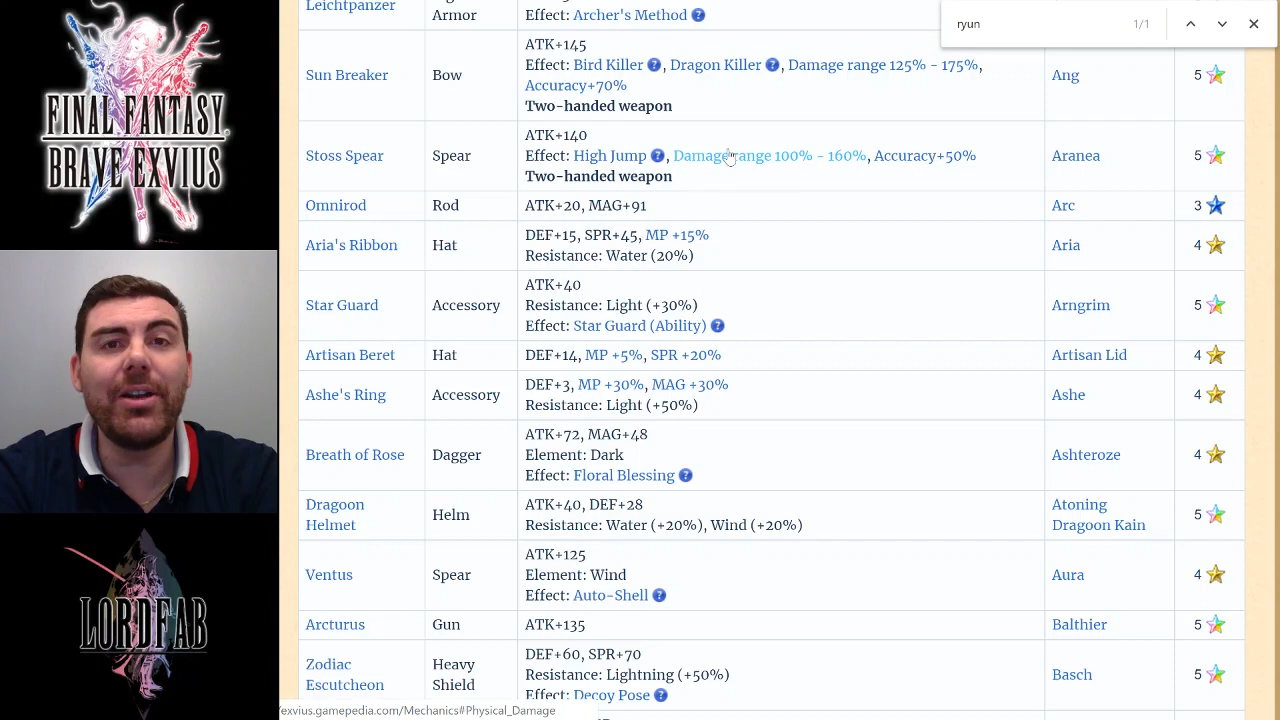 FINAL FANTASY
BRAVE EXVIUS
LORDFAB
ryun
1/1
Leichtpanzer
Armor
Effect: Archer's Method
Sun Breaker
Bow
ATK+145
Effect: Bird Killer , Dragon Killer , Damage range 125% - 175%,
Accuracy+70%
Two-handed weapon
Ang
5
Stoss Spear
Spear
ATK+140
Effect: High Jump , Damage range 100% - 160%, Accuracy+50%
Two-handed weapon
Aranea
5
Omnirod
Rod
ATK+20, MAG+91
Arc
3
Aria's Ribbon
Hat
DEF+15, SPR+45, MP +15%
Resistance: Water (20%)
Aria
4
Star Guard
Accessory
ATK+40
Resistance: Light (+30%)
Effect: Star Guard (Ability)
Arngrim
5
Artisan Beret
Hat
DEF+14, MP +5%, SPR +20%
Artisan Lid
4
Ashe's Ring
Accessory
DEF+3, MP +30%, MAG +30%
Resistance: Light (+50%)
Ashe
4
Breath of Rose
Dagger
ATK+72, MAG+48
Element: Dark
Effect: Floral Blessing
Ashteroze
4
Dragoon
Helmet
Helm
ATK+40, DEF+28
Resistance: Water (+20%), Wind (+20%)
Atoning
Dragoon Kain
5
Ventus
Spear
ATK+125
Element: Wind
Effect: Auto-Shell
Aura
4
Arcturus
Gun
ATK+135
Balthier
5
Zodiac
Escutcheon
Heavy
Shield
DEF+60, SPR+70
Resistance: Lightning (+50%)
Effect: Decoy Pose
Basch
5
/exvius.gamepedia.com/Mechanics#Physical_Damage